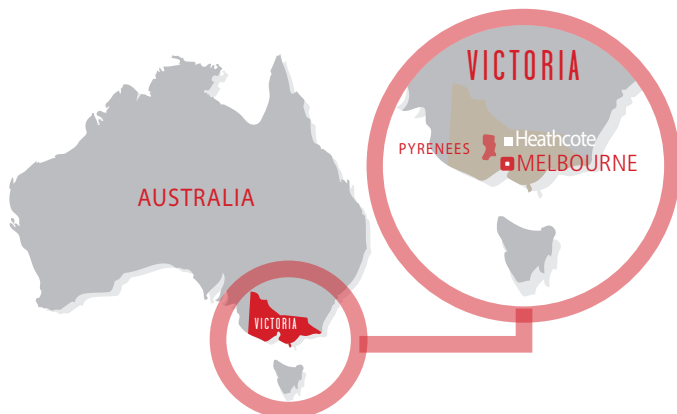 AUSTRALIA
VICTORIA
VICTORIA
PYRENEES
Heathcote
MELBOURNE